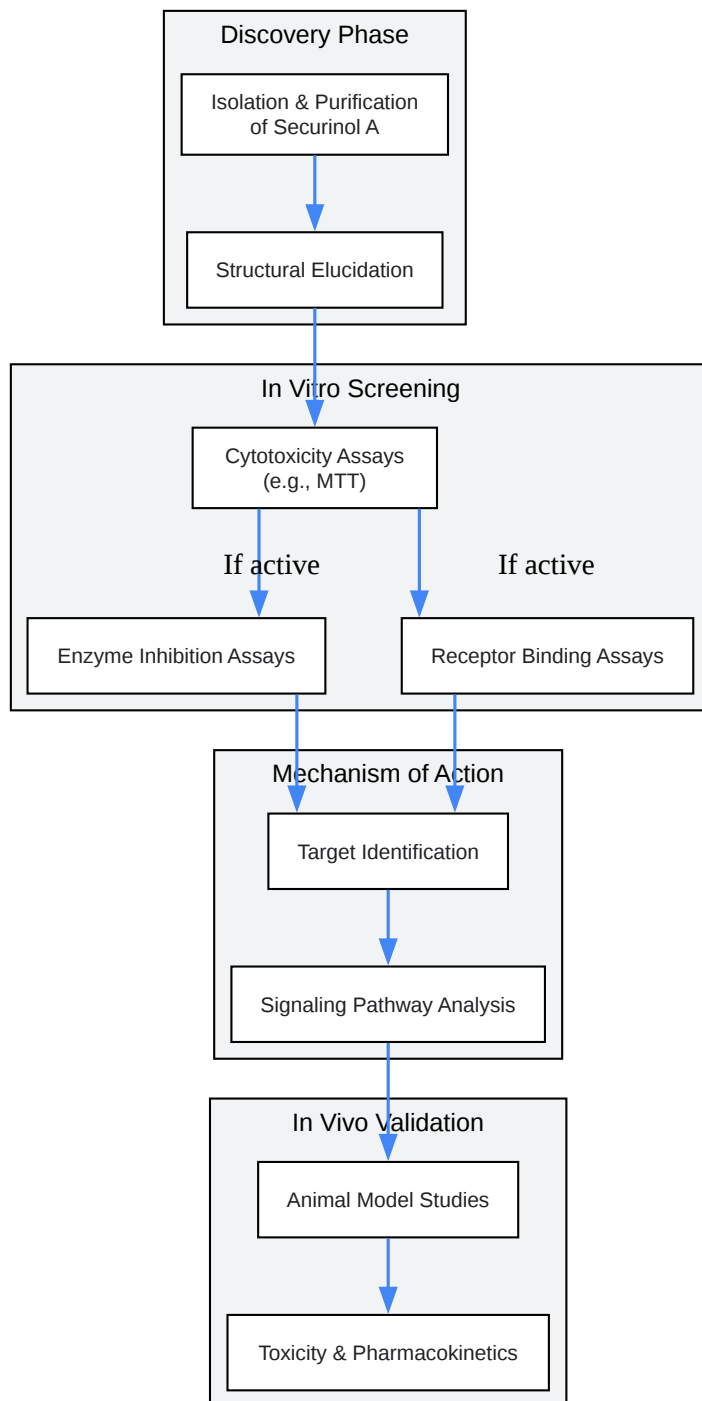 Discovery Phase
Isolation & Purification
of Securinol A
Structural Elucidation
In Vitro Screening
Cytotoxicity Assays
(e.g., MTT)
If active
If active
Enzyme Inhibition Assays
Receptor Binding Assays
Mechanism of Action
Target Identification
Signaling Pathway Analysis
In Vivo Validation
Animal Model Studies
Toxicity & Pharmacokinetics